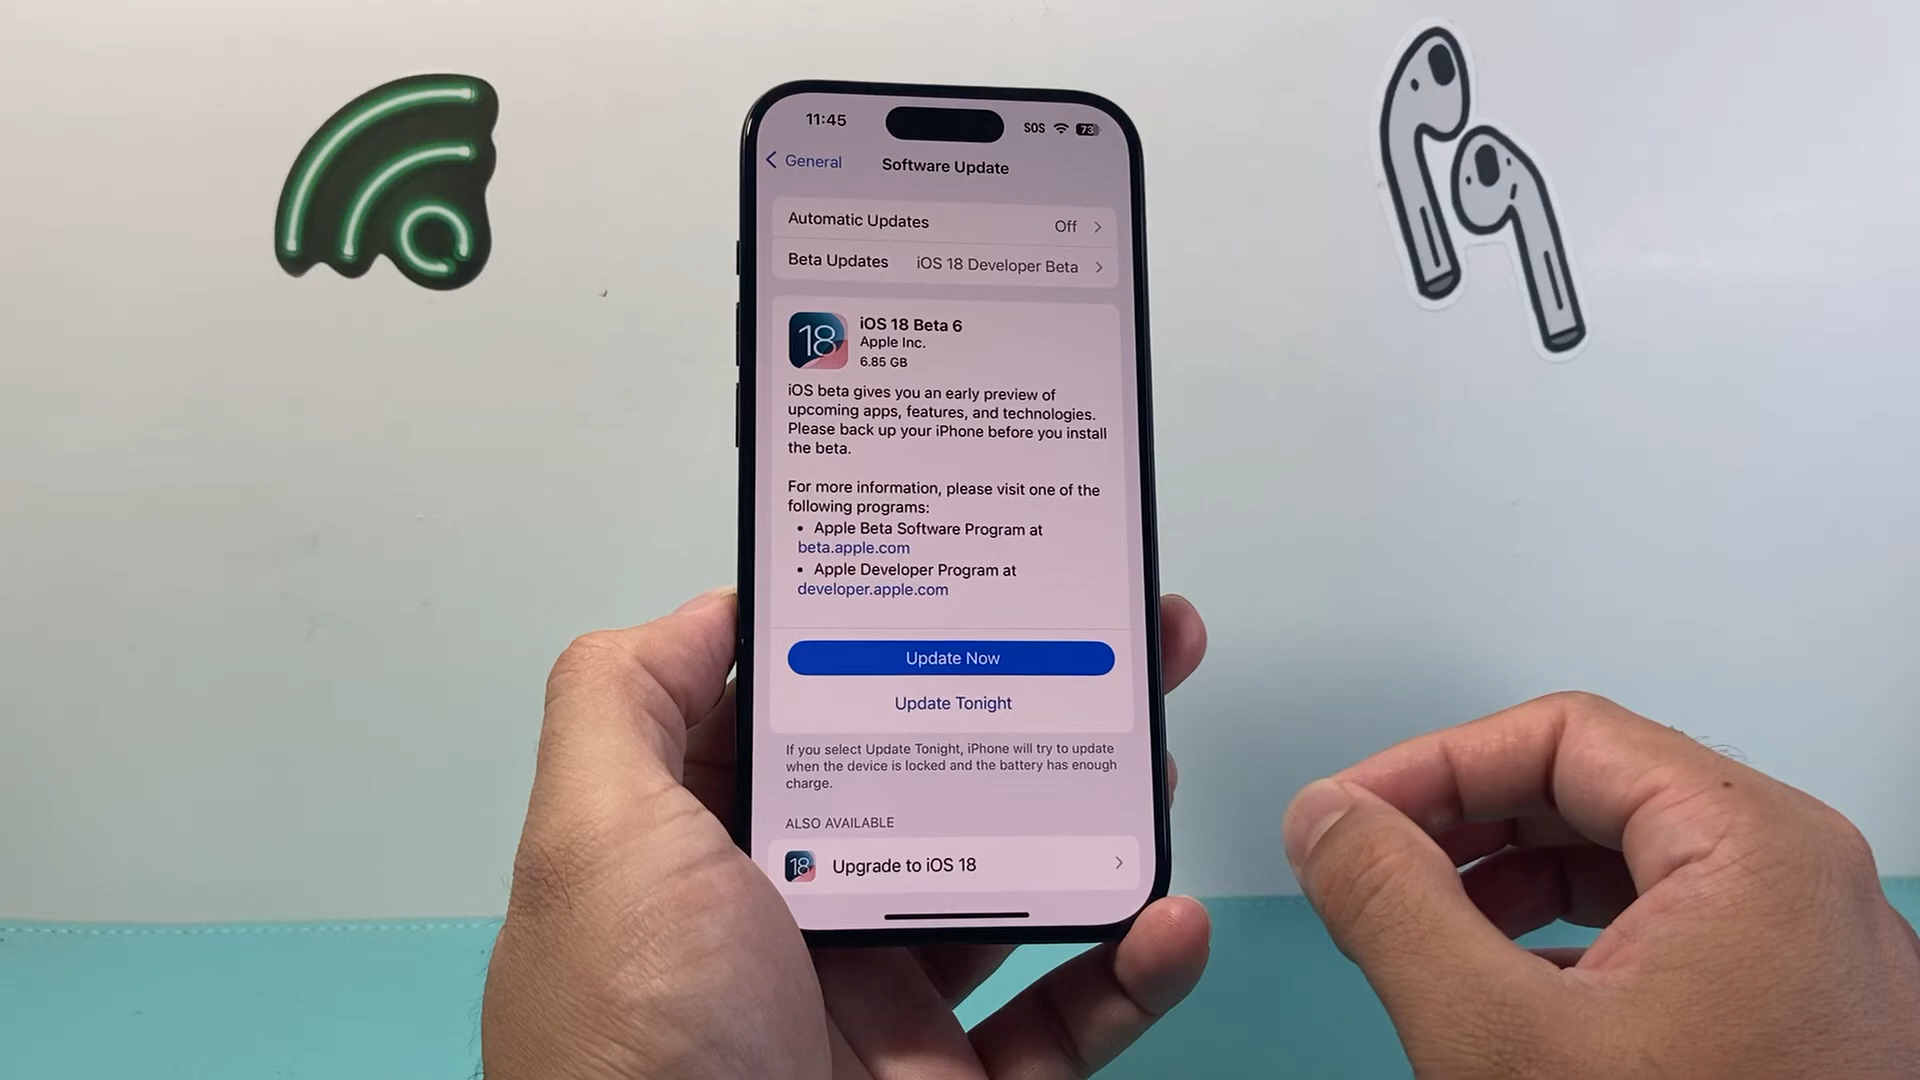 11:45
SOS
73
General
Software Update
Automatic Updates Off
Beta Updates iOS 18 Developer Beta
18
iOS 18 Beta 6
Apple Inc.
6.85 GB
iOS beta gives you an early preview of
upcoming apps, features, and technologies.
Please back up your iPhone before you install
the beta.
For more information, please visit one of the
following programs:
• Apple Beta Software Program at
beta.apple.com
• Apple Developer Program at
developer.apple.com
Update Now
Update Tonight
If you select Update Tonight, iPhone will try to update
when the device is locked and the battery has enough
charge.
ALSO AVAILABLE
18
Upgrade to iOS 18